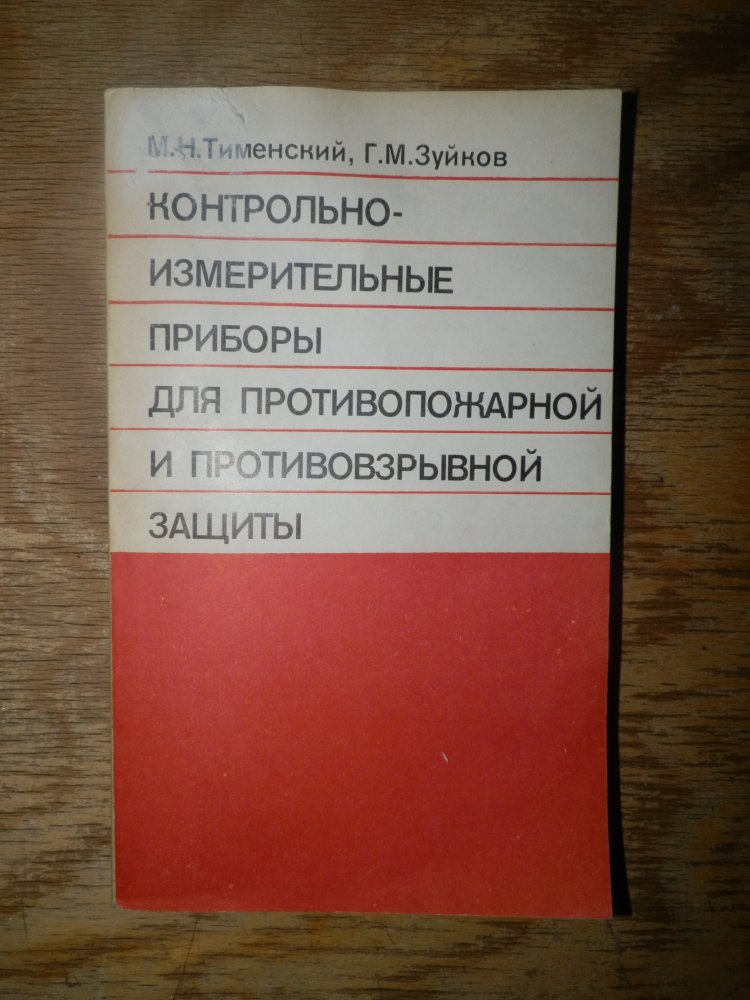 М.Н.Тименский, Г.М.Зуйков
КОНТРОЛЬНО-
ИЗМЕРИТЕЛЬНЫЕ
ПРИБОРЫ
ДЛЯ ПРОТИВОПОЖАРНОЙ
И ПРОТИВОВЗРЫВНОЙ
ЗАЩИТЫ